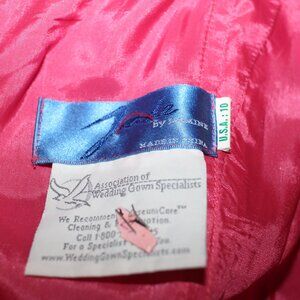 BY
MADE IN CHINA
U.S.A.: 10
Association of
Wedding Gown Specialists
We Recommend
Cleaning &
Call 1-800
For a Specialist
www.WeddingGownSpecialists.com